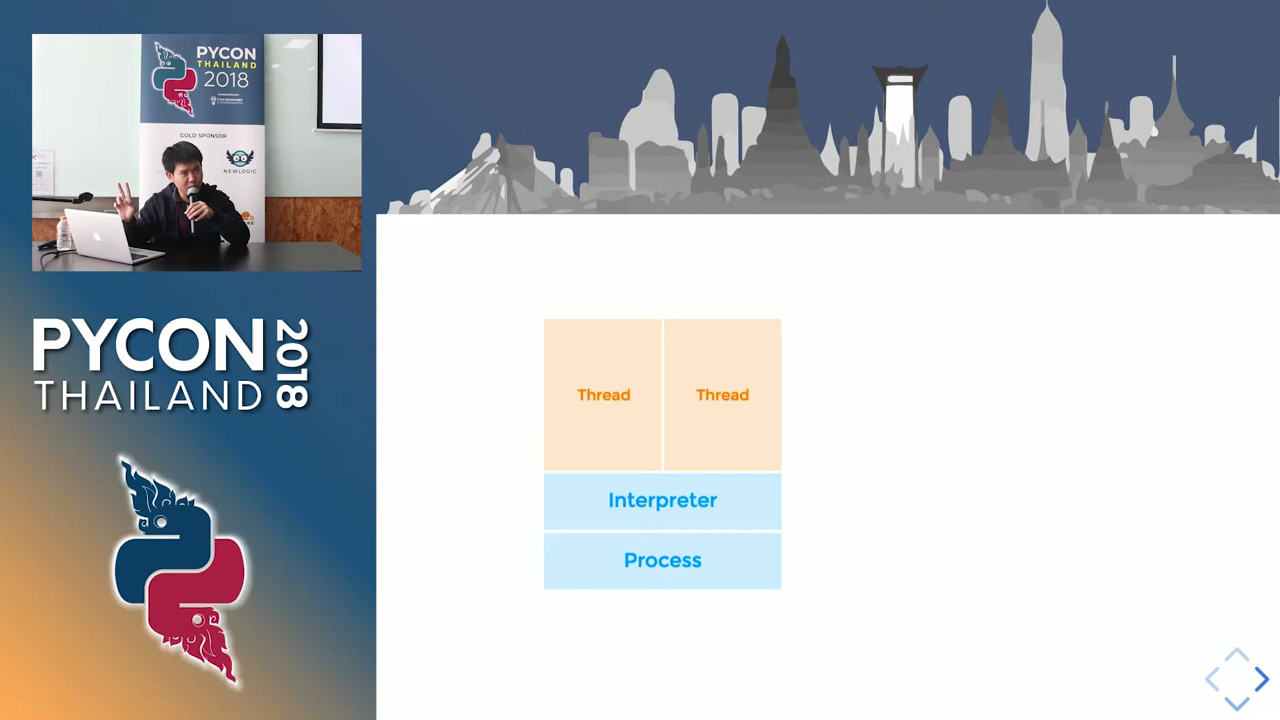 PYCON
THAILAND
2018
GOLD SPONSOR
NEWLOGIC
PYCON
THAILAND
2018
Thread
Thread
Interpreter
Process